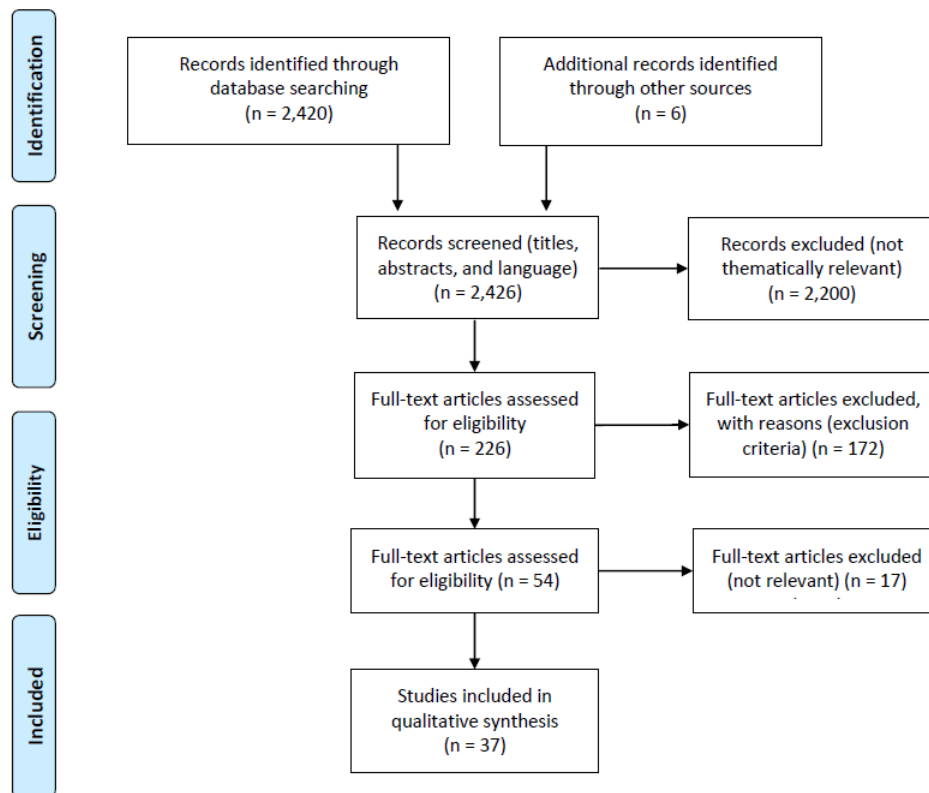 Identification
Records identified through
database searching
(n = 2,420)
Additional records identified
through other sources
(n = 6)
Screening
Records screened (titles,
abstracts, and language)
(n = 2,426)
Records excluded (not
thematically relevant)
(n = 2,200)
Eligibility
Full-text articles assessed
for eligibility
(n = 226)
Full-text articles excluded,
with reasons (exclusion
criteria) (n = 172)
Full-text articles assessed
for eligibility (n = 54)
Full-text articles excluded
(not relevant) (n = 17)
Included
Studies included in
qualitative synthesis
(n = 37)